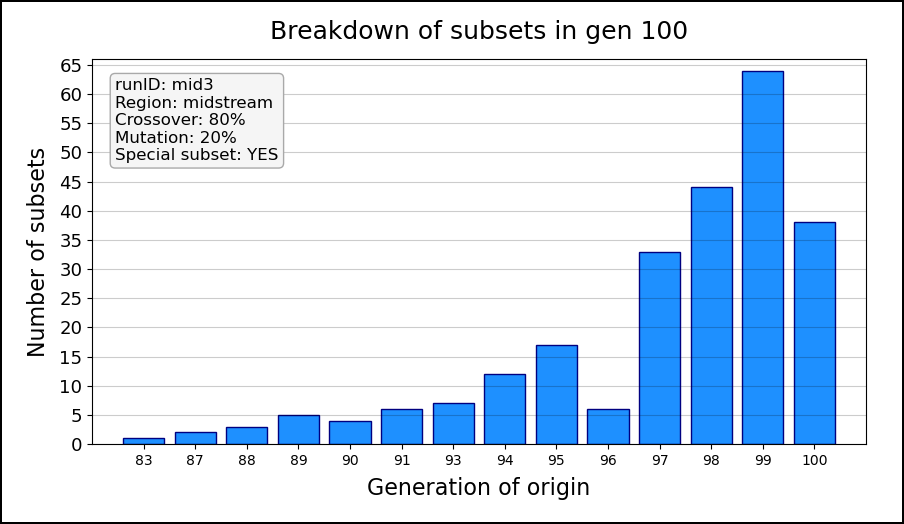 Breakdown of subsets in gen 100
runID: mid3
Region: midstream
Crossover: 80%
Mutation: 20%
Special subset: YES
Number of subsets
65
60
55
50
45
40
35
30
25
20
15
10
5
0
83 87 88 89 90 91 93 94 95 96 97 98 99 100
Generation of origin